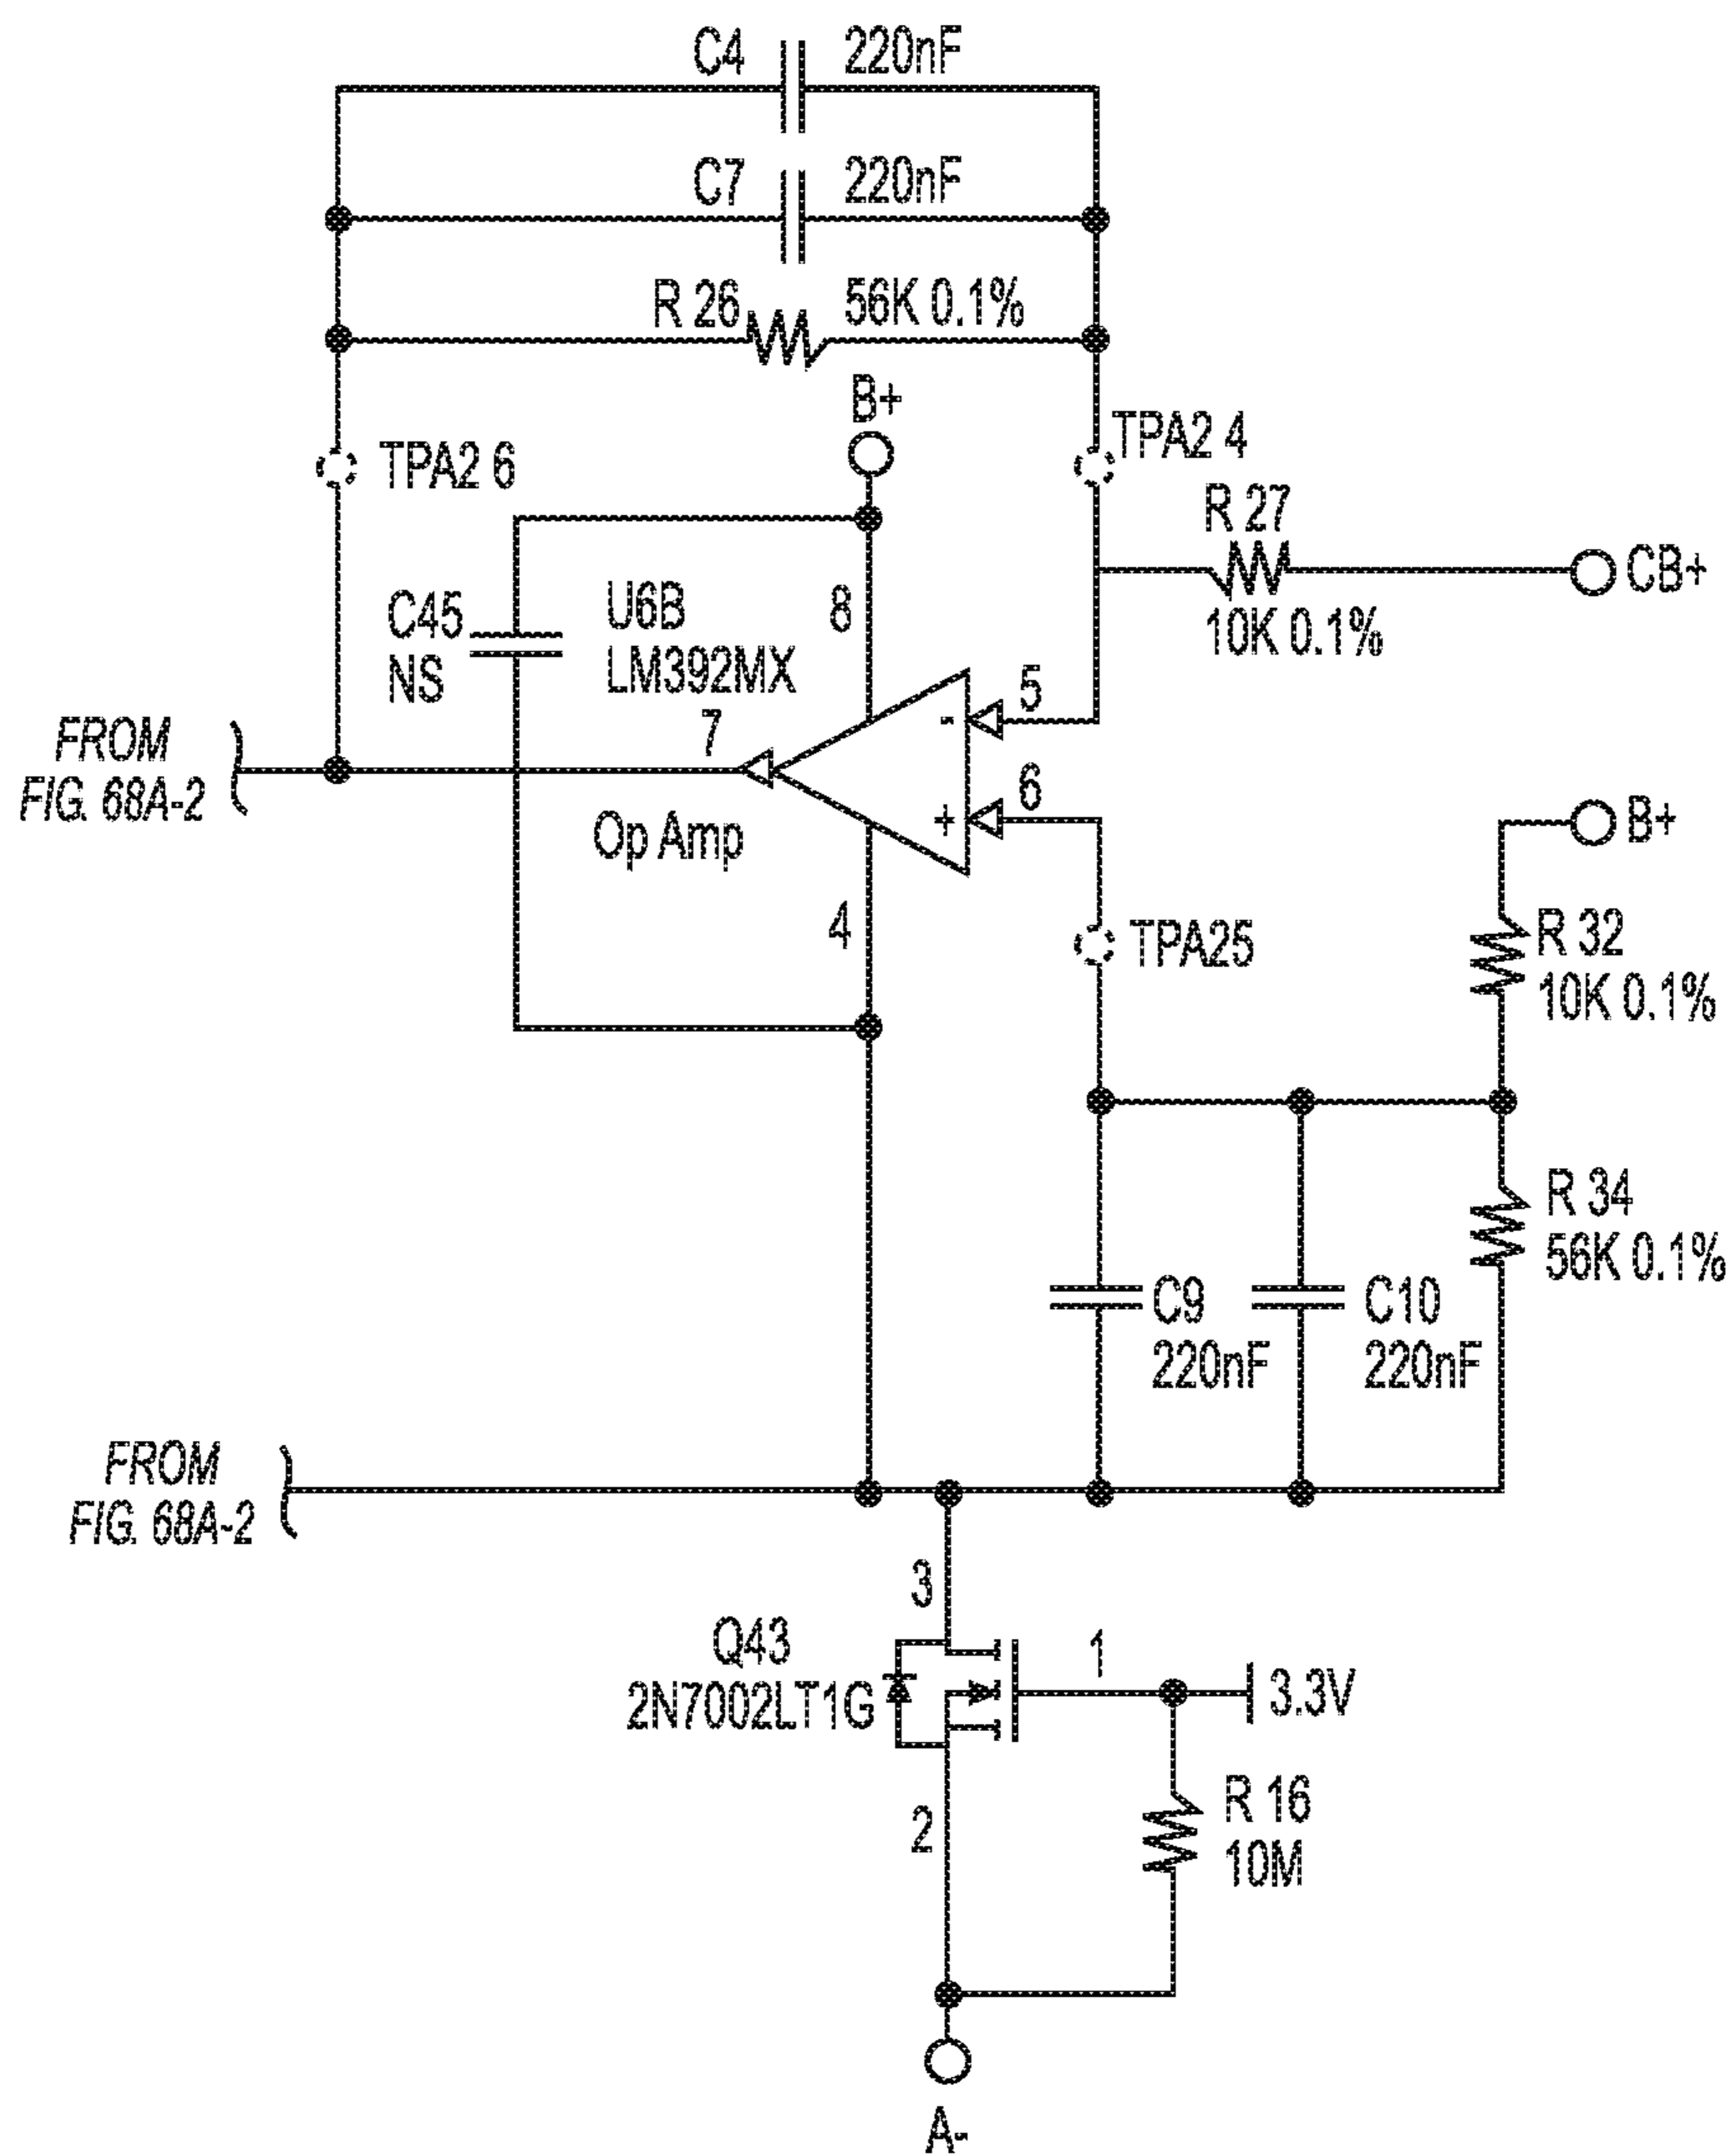 C4 220nF
C7 220nF
R 26 56K 0.1%
B+
TPA2 6
TPA2 4
R 27
10K 0.1%
CB+
C45
NS
U6B
LM392MX
8
7
5
-
6
+
Op Amp
4
FROM
FIG. 68A-2
B+
TPA25
R 32
10K 0.1%
R 34
56K 0.1%
C9
220nF
C10
220nF
FROM
FIG. 68A-2
3
Q43
2N7002LT1G
1
3.3V
2
R 16
10M
A-